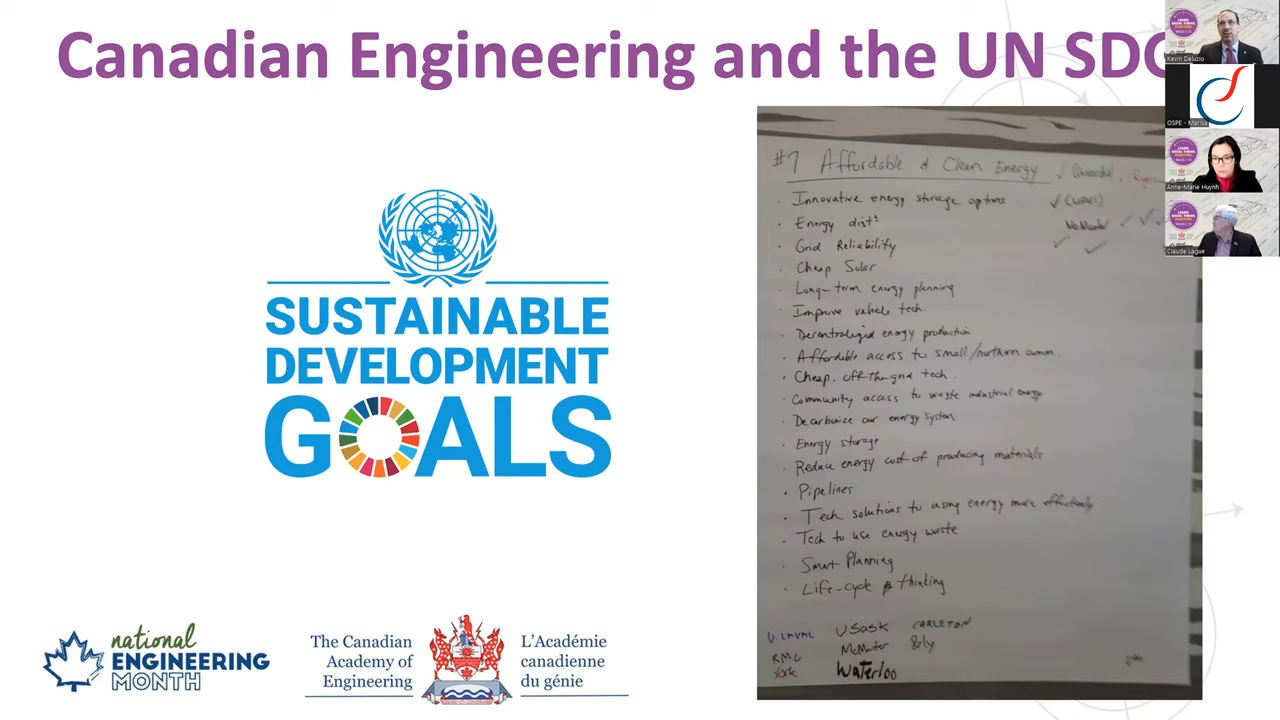 Canadian Engineering and the UN SDG
SUSTAINABLE
DEVELOPMENT
GOALS
national
ENGINEERING
MONTH
The Canadian
Academy of
Engineering
L'Académie
canadienne
du génie
#7 Affordable & Clean Energy
· Innovative energy storage options
· Energy dist
· Grid Reliability
· Cheap Solar
· Long-term energy planning
· Improve vehicle tech.
· Decentralized energy production
· Affordable access to small/northern comm.
· Cheap. off the grid tech.
· Community access to waste industrial energy
· Decarbonize our energy system
· Energy storage
· Reduce energy cost of producing materials
· Pipelines
· Tech solutions to using energy more effectively
· Tech to use energy waste
· Smart Planning
· Life-cycle thinking
U. LAVAL USask CARLETON
RMC McMaster Poly
York Waterloo
Kevin Deluzio
OSPE - Marisa
Anne-Marie Huynh
Claude Lague